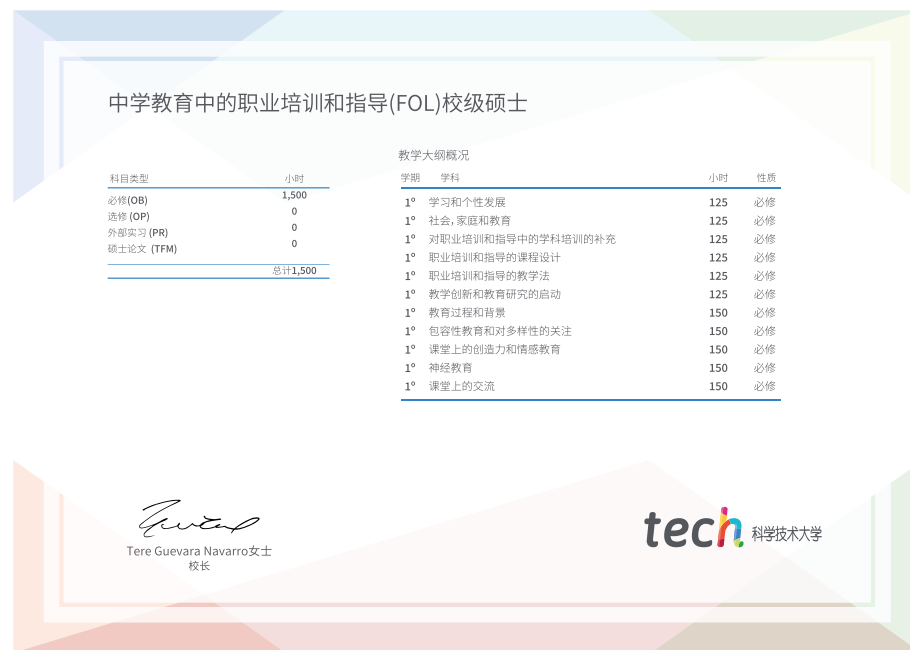 中学教育中的职业培训和指导(FOL)校级硕士
科目类型 小时
必修(OB) 1,500
选修 (OP) 0
外部实习 (PR) 0
硕士论文 (TFM) 0
总计1,500
教学大纲概况
学期 学科 小时 性质
1º 学习和个性发展 125 必修
1º 社会, 家庭和教育 125 必修
1º 对职业培训和指导中的学科培训的补充 125 必修
1º 职业培训和指导的课程设计 125 必修
1º 职业培训和指导的教学法 125 必修
1º 教学创新和教育研究的启动 125 必修
1º 教育过程和背景 150 必修
1º 包容性教育和对多样性的关注 150 必修
1º 课堂上的创造力和情感教育 150 必修
1º 神经教育 150 必修
1º 课堂上的交流 150 必修
Tere Guevara Navarro女士
校长
tech 科学技术大学